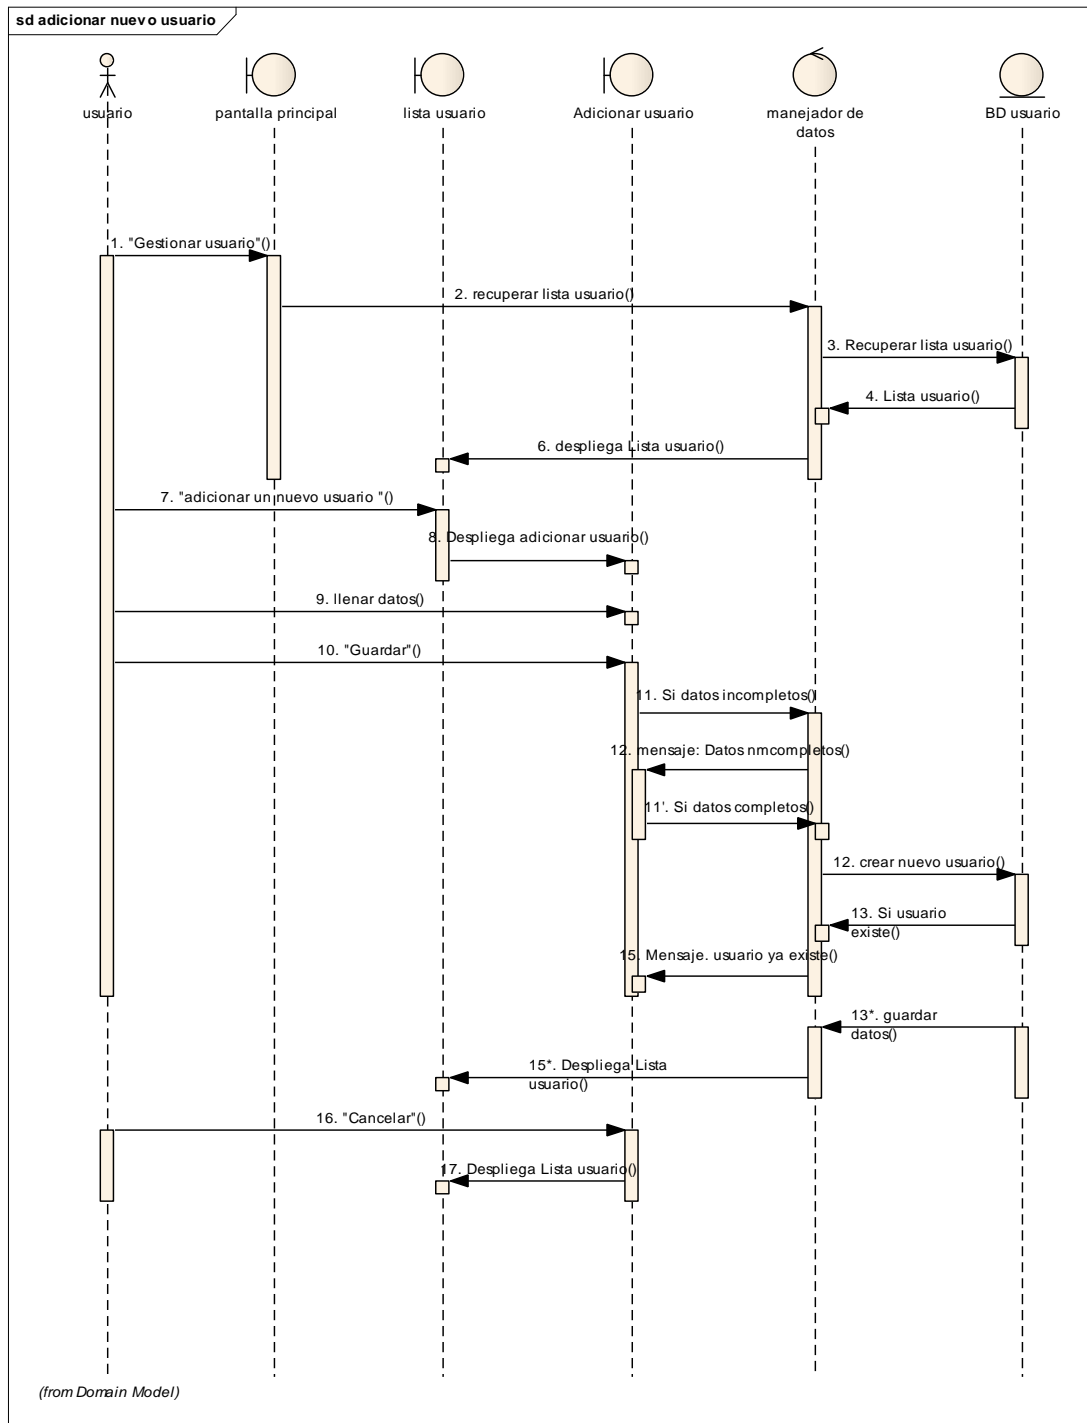 sd adicionar nuevo usuario
usuario
pantalla principal
lista usuario
Adicionar usuario
manejador de
datos
BD usuario
1. "Gestionar usuario"()
2. recuperar lista usuario()
3. Recuperar lista usuario()
4. Lista usuario()
6. despliega Lista usuario()
7. "adicionar un nuevo usuario "()
8. Despliega adicionar usuario()
9. llenar datos()
10. "Guardar"()
11. Si datos incompletos()
12. mensaje: Datos nmcompletos()
11'. Si datos completos()
12. crear nuevo usuario()
13. Si usuario
existe()
15. Mensaje. usuario ya existe()
13*. guardar
datos()
15*. Despliega Lista
usuario()
16. "Cancelar"()
17. Despliega Lista usuario()
(from Domain Model)